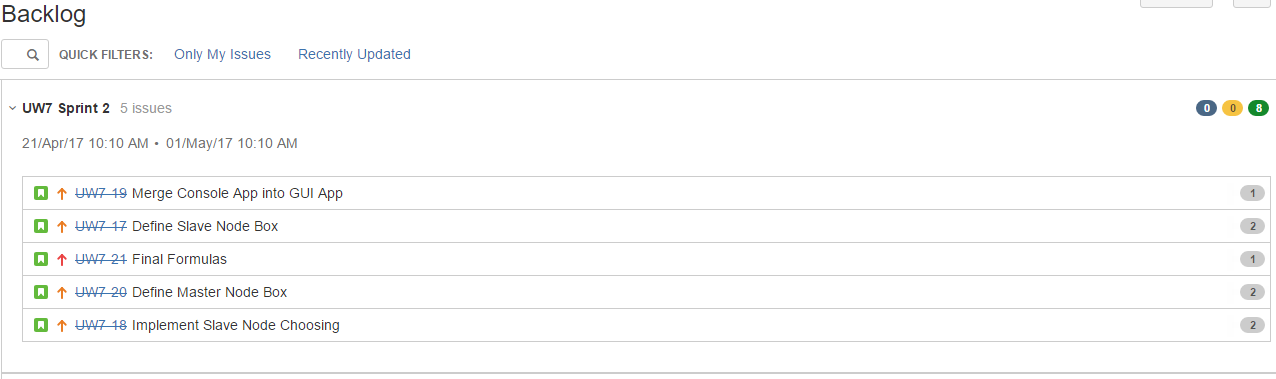 Backlog
QUICK FILTERS: Only My Issues Recently Updated
UW7 Sprint 2 5 issues 0 0 8
21/Apr/17 10:10 AM • 01/May/17 10:10 AM
UW7-19 Merge Console App into GUI App 1
UW7-17 Define Slave Node Box 2
UW7-21 Final Formulas 1
UW7-20 Define Master Node Box 2
UW7-18 Implement Slave Node Choosing 2